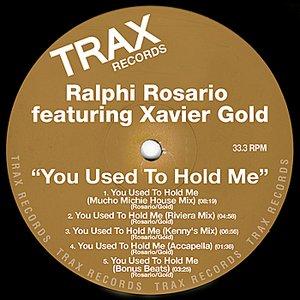 TRAX
RECORDS
Ralphi Rosario
featuring Xavier Gold
33.3 RPM
"You Used To Hold Me"
1. You Used To Hold Me
(Mucho Michie House Mix) (08:19)
(Rosario/Gold)
2. You Used To Hold Me (Riviera Mix) (04:58)
(Rosario/Gold)
3. You Used To Hold Me (Kenny's Mix) (06:56)
(Rosario/Gold)
4. You Used To Hold Me (Accapella) (01:36)
(Rosario/Gold)
5. You Used To Hold Me
(Bonus Beats) (03:25)
(Rosario/Gold)
TRAX RECORDS TRAX RECORDS TRAX RECORDS